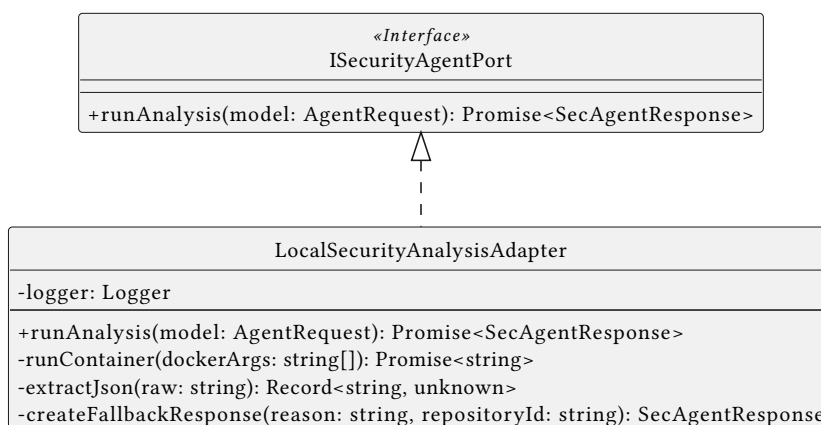 «Interface»
ISecurityAgentPort
+runAnalysis(model: AgentRequest): Promise<SecAgentResponse>
LocalSecurityAnalysisAdapter
-logger: Logger
+runAnalysis(model: AgentRequest): Promise<SecAgentResponse>
-runContainer(dockerArgs: string[]): Promise<string>
-extractJson(raw: string): Record<string, unknown>
-createFallbackResponse(reason: string, repositoryId: string): SecAgentResponse